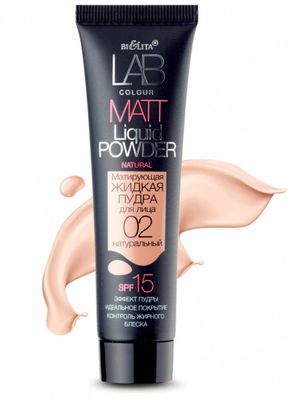 BIELITA®
LAB
COLOUR
MATT
Liquid
POWDER
NATURAL
Матирующая
ЖИДКАЯ
ПУДРА
для лица
02
натуральный
SPF 15
ЭФФЕКТ ПУДРЫ
ИДЕАЛЬНОЕ ПОКРЫТИЕ
КОНТРОЛЬ ЖИРНОГО
БЛЕСКА